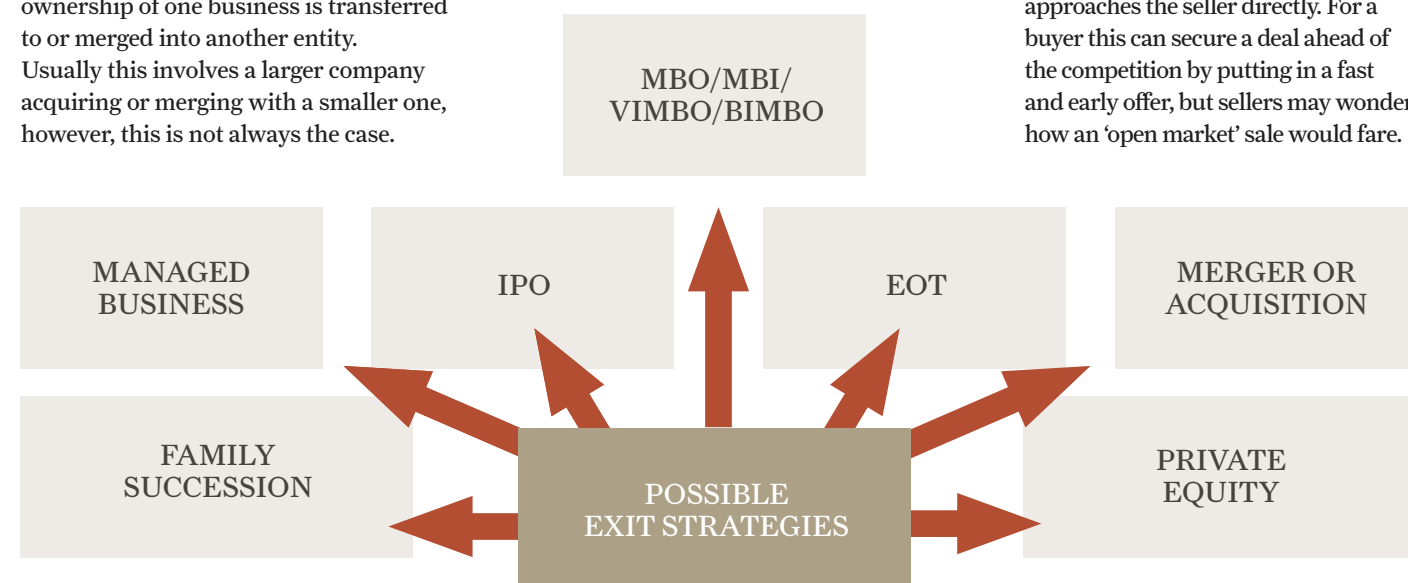 ownership of one business is transferred
to or merged into another entity.
Usually this involves a larger company
acquiring or merging with a smaller one,
however, this is not always the case.
approaches the seller directly. For a
buyer this can secure a deal ahead of
the competition by putting in a fast
and early offer, but sellers may wonder
how an ‘open market’ sale would fare.
MBO/MBI/
VIMBO/BIMBO
MANAGED
BUSINESS
IPO
EOT
MERGER OR
ACQUISITION
FAMILY
SUCCESSION
POSSIBLE
EXIT STRATEGIES
PRIVATE
EQUITY